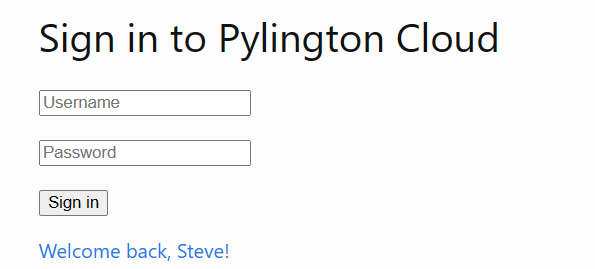 Sign in to Pylington Cloud
Username
Password
Sign in
Welcome back, Steve!